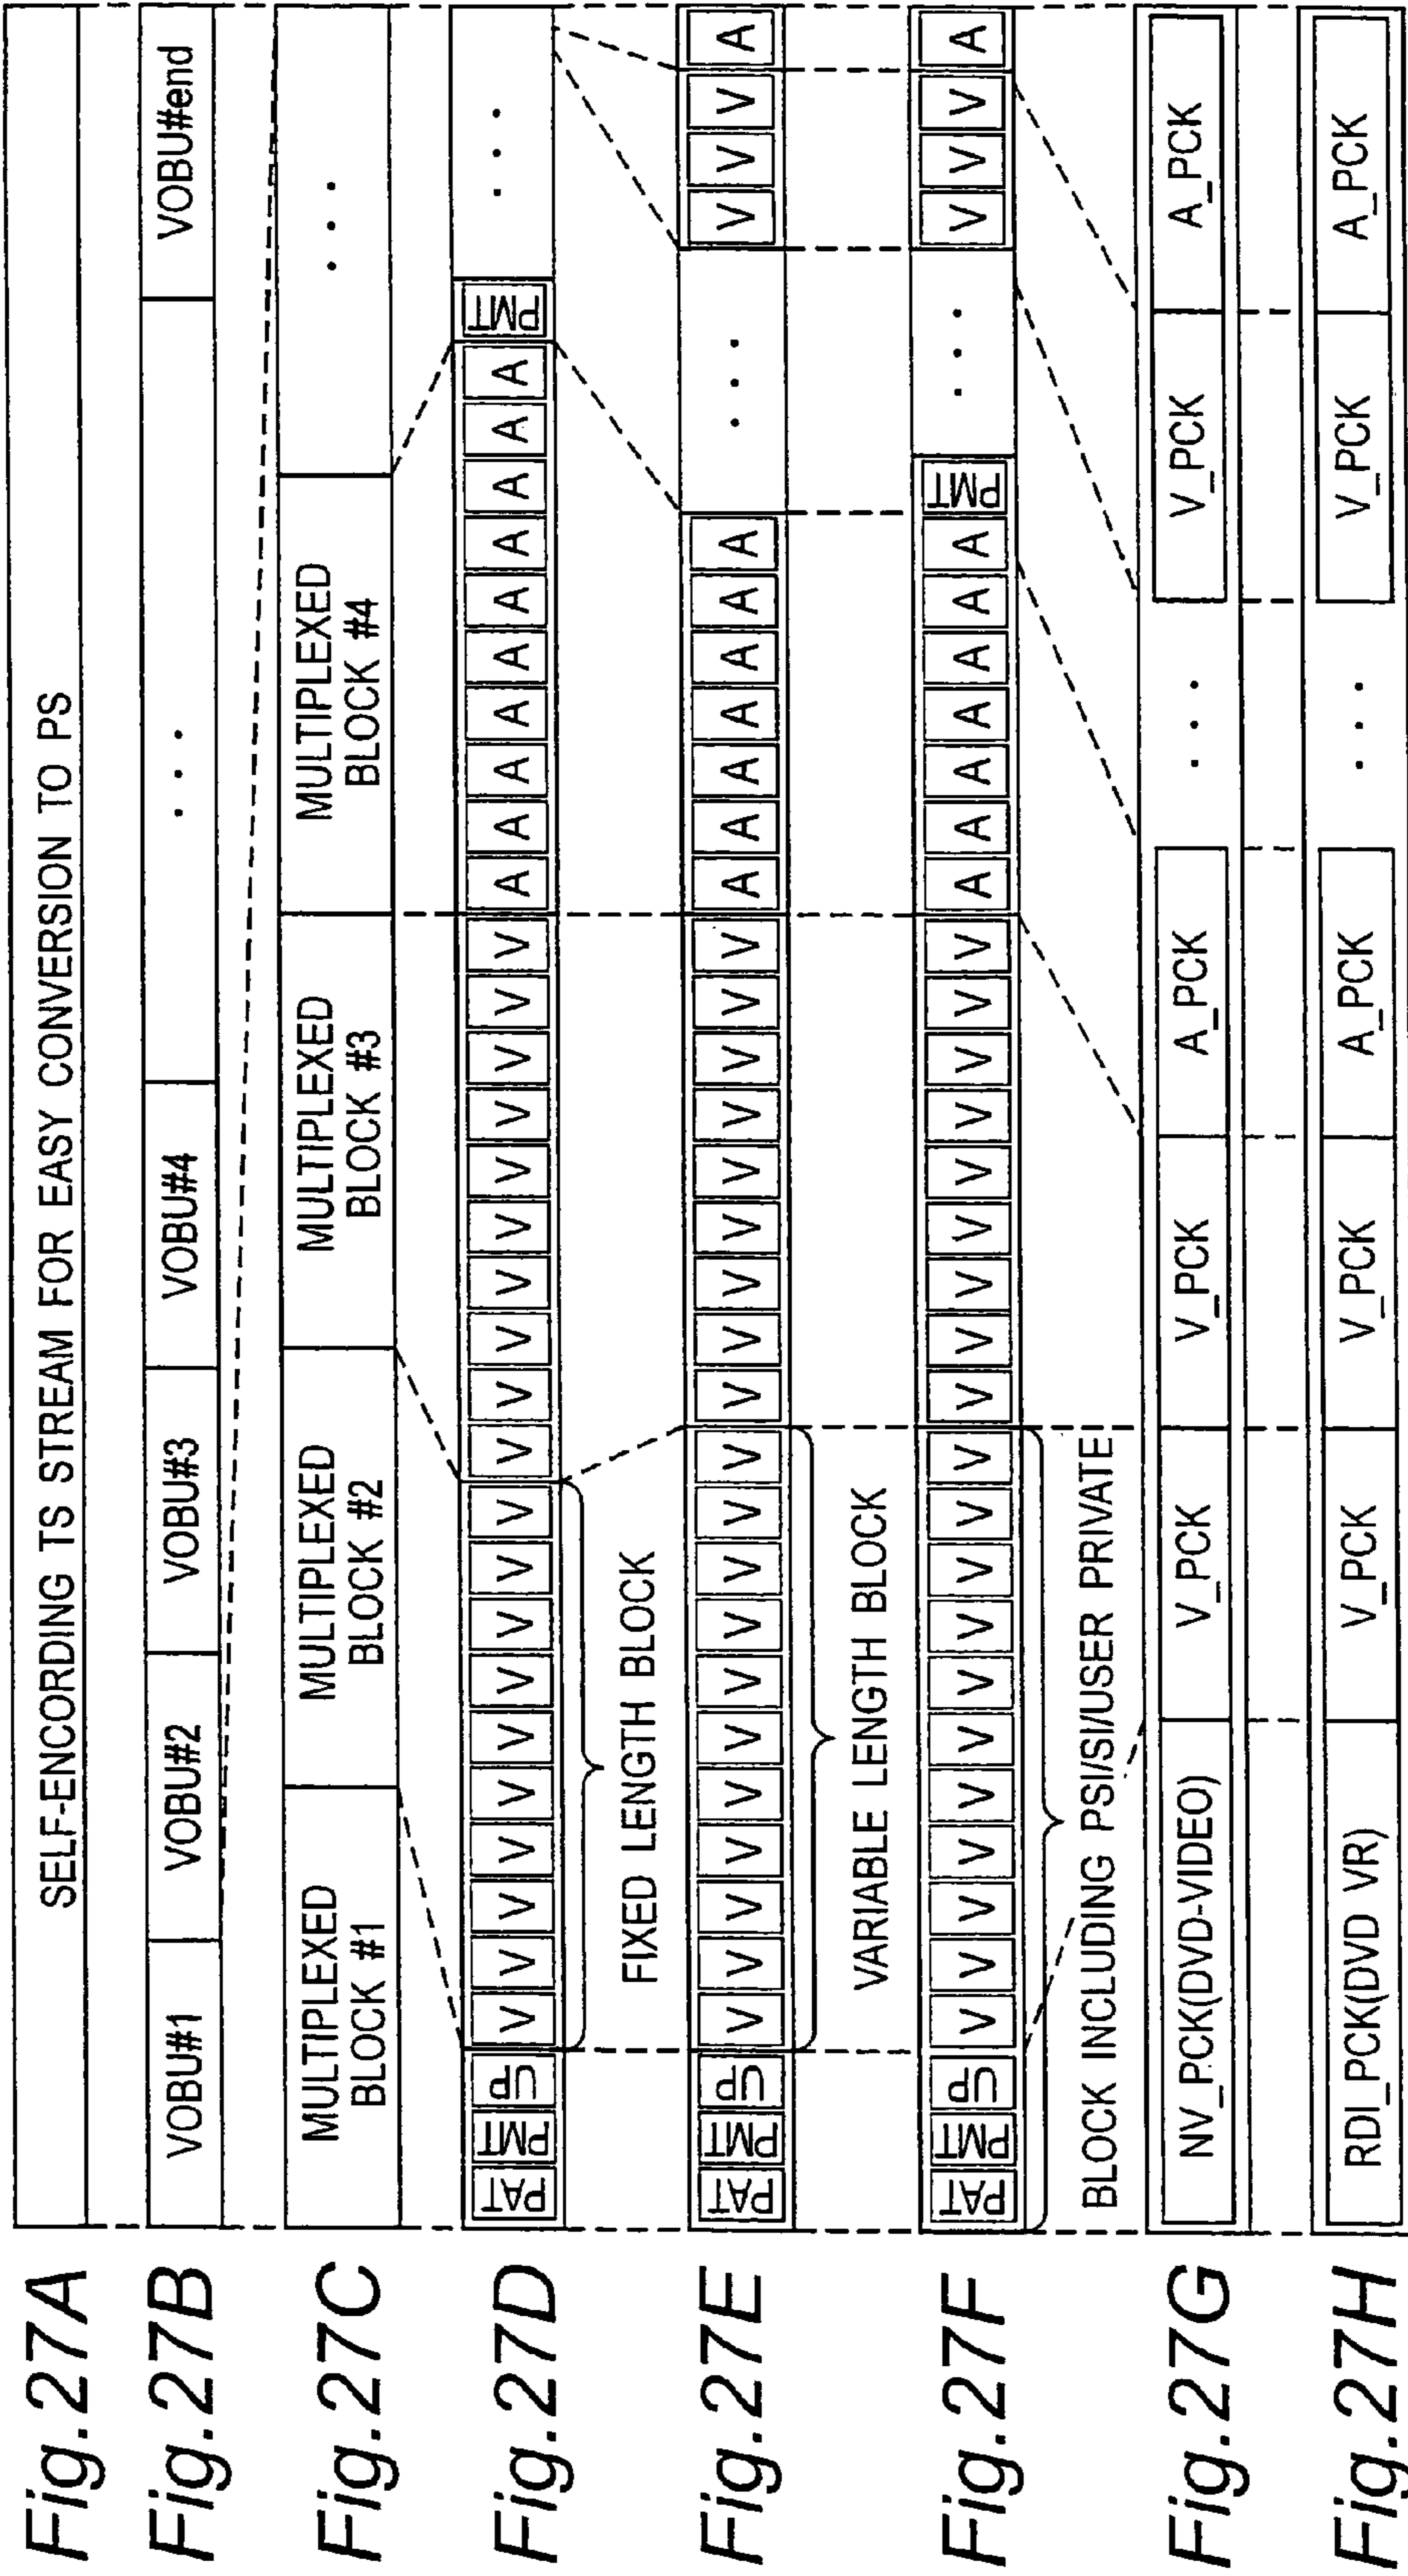 Fig.27A
SELF-ENCORDING TS STREAM FOR EASY CONVERSION TO PS
Fig.27B
VOBU#1 VOBU#2 VOBU#3 VOBU#4 ... VOBU#end
Fig.27C
MULTIPLEXED BLOCK #1 MULTIPLEXED BLOCK #2 MULTIPLEXED BLOCK #3 MULTIPLEXED BLOCK #4 ...
Fig.27D
PAT PMT UP V V V V V V V V V V V V V V V V V V V V A A A A A A A A A A PMT ...
FIXED LENGTH BLOCK
Fig.27E
PAT PMT UP V V V V V V V V V V V V V V V V V V V V A A A A A A A ... V V V A
VARIABLE LENGTH BLOCK
Fig.27F
PAT PMT UP V V V V V V V V V V V V V V V V V V V V A A A A A A A PMT ... V V V A
BLOCK INCLUDING PSI/SI/USER PRIVATE
Fig.27G
NV_PCK(DVD-VIDEO) V_PCK V_PCK A_PCK ... V_PCK A_PCK
Fig.27H
RDI_PCK(DVD VR) V_PCK V_PCK A_PCK ... V_PCK A_PCK